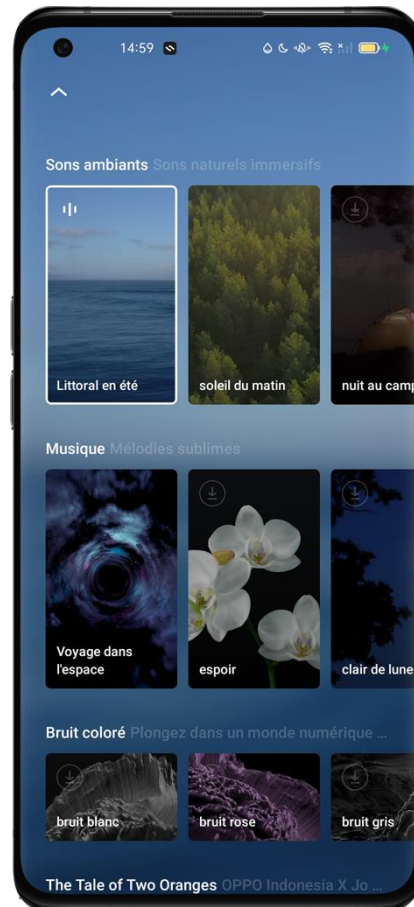 14:59
Sons ambiants Sons naturels immersifs
Littoral en été
soleil du matin
nuit au camp
Musique Mélodies sublimes
Voyage dans
l'espace
espoir
clair de lune
Bruit coloré Plongez dans un monde numérique ...
bruit blanc
bruit rose
bruit gris
The Tale of Two Oranges OPPO Indonesia X Jo ...